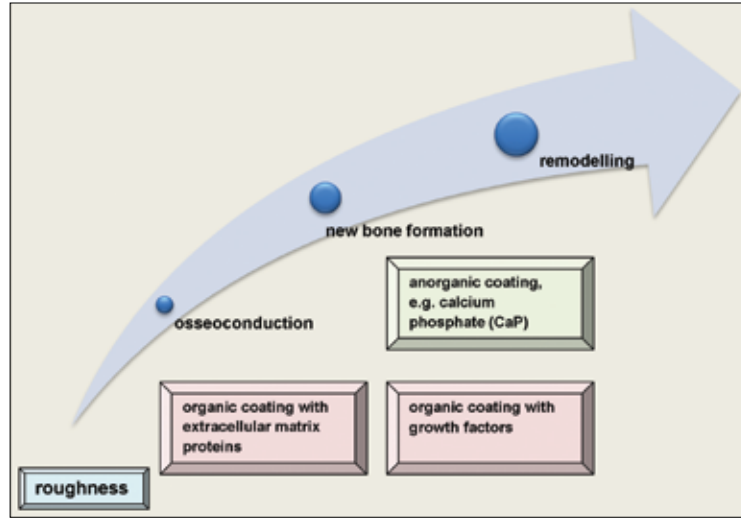 remodelling
new bone formation
osseoconduction
anorganic coating,
e.g. calcium
phosphate (CaP)
organic coating with
extracellular matrix
proteins
organic coating with
growth factors
roughness